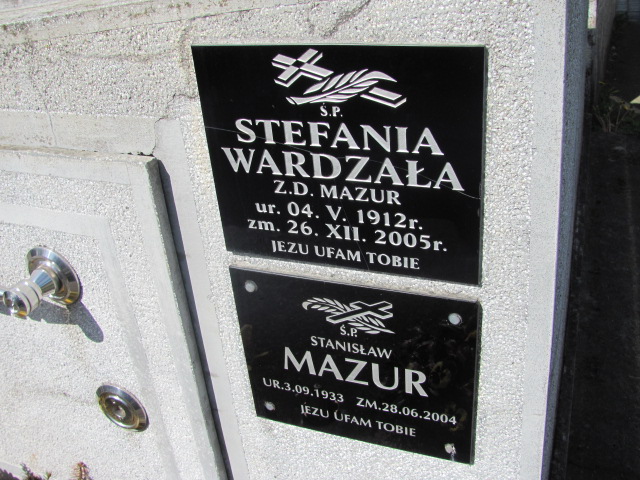 Ś.P.
STEFANIA
WARDZAŁA
Z.D. MAZUR
ur. 04. V. 1912r.
zm. 26. XII. 2005r.
JEZU UFAM TOBIE
Ś.P.
STANISŁAW
MAZUR
UR.3.09.1933 ZM.28.06.2004
JEZU UFAM TOBIE